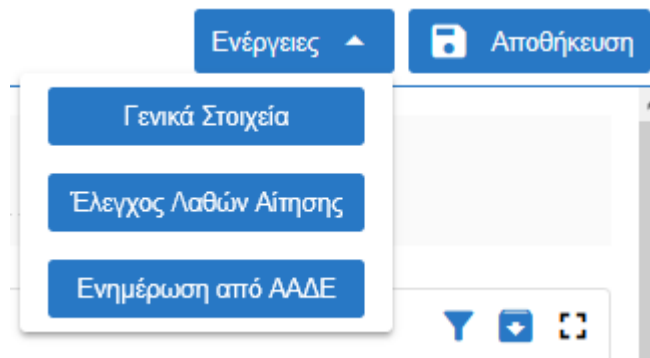 Ενέργειες
Αποθήκευση
Γενικά Στοιχεία
Έλεγχος Λαθών Αίτησης
Ενημέρωση από ΑΑΔΕ